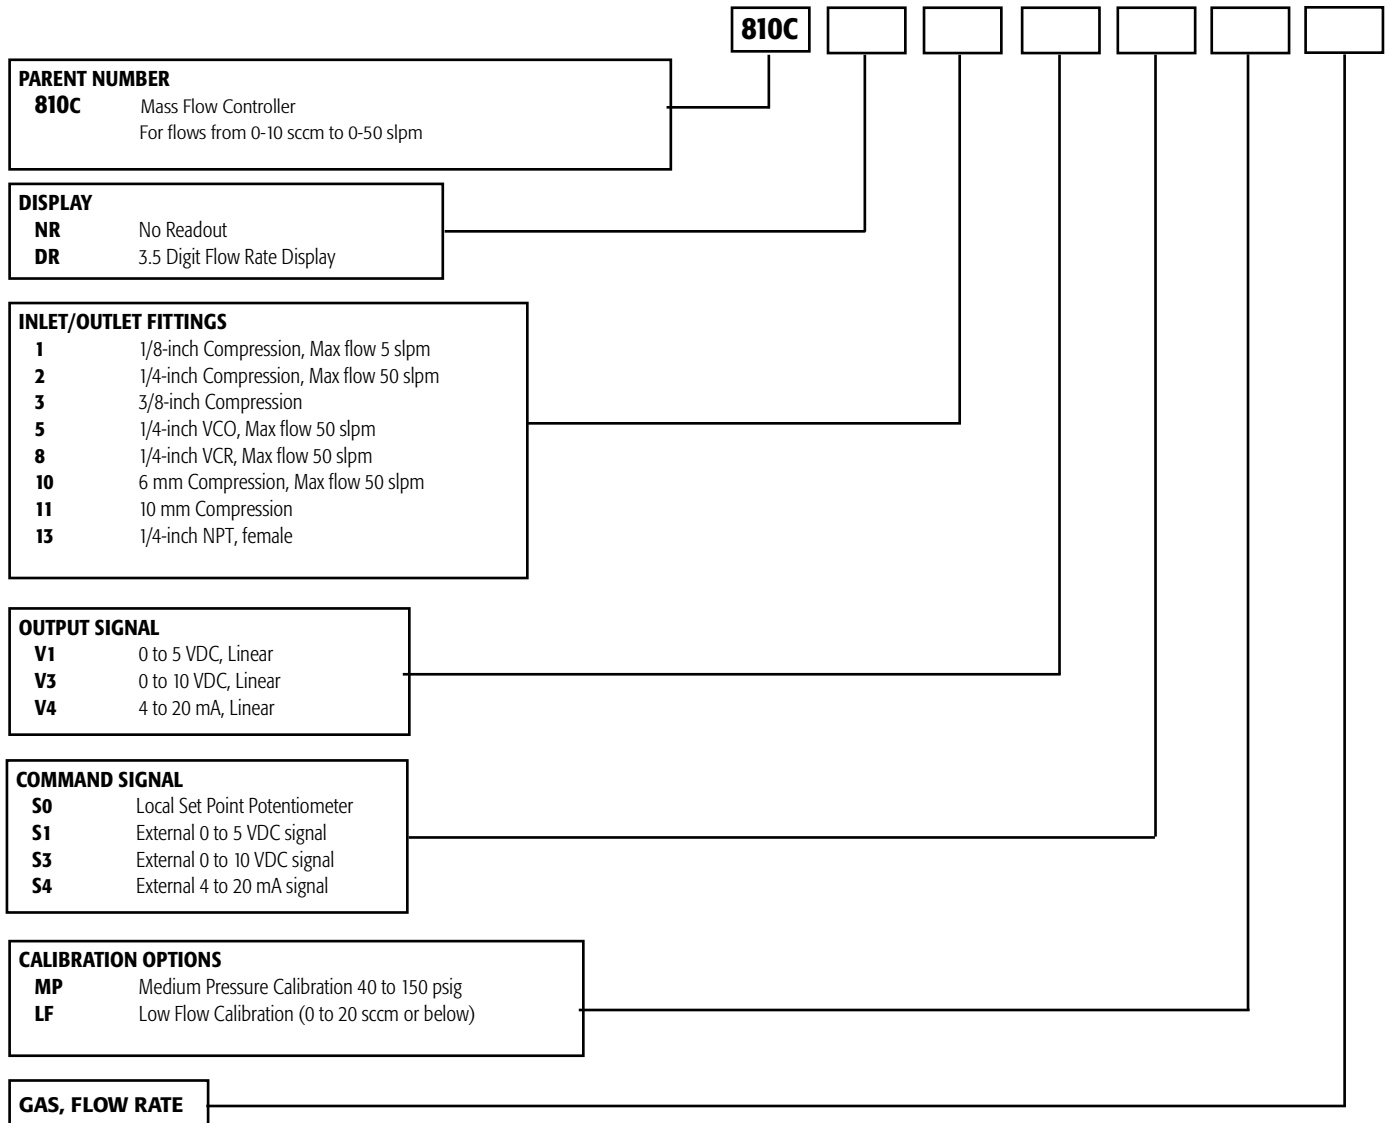 810C
PARENT NUMBER
810C Mass Flow Controller
For flows from 0-10 sccm to 0-50 slpm
DISPLAY
NR No Readout
DR 3.5 Digit Flow Rate Display
INLET/OUTLET FITTINGS
1 1/8-inch Compression, Max flow 5 slpm
2 1/4-inch Compression, Max flow 50 slpm
3 3/8-inch Compression
5 1/4-inch VCO, Max flow 50 slpm
8 1/4-inch VCR, Max flow 50 slpm
10 6 mm Compression, Max flow 50 slpm
11 10 mm Compression
13 1/4-inch NPT, female
OUTPUT SIGNAL
V1 0 to 5 VDC, Linear
V3 0 to 10 VDC, Linear
V4 4 to 20 mA, Linear
COMMAND SIGNAL
S0 Local Set Point Potentiometer
S1 External 0 to 5 VDC signal
S3 External 0 to 10 VDC signal
S4 External 4 to 20 mA signal
CALIBRATION OPTIONS
MP Medium Pressure Calibration 40 to 150 psig
LF Low Flow Calibration (0 to 20 sccm or below)
GAS, FLOW RATE